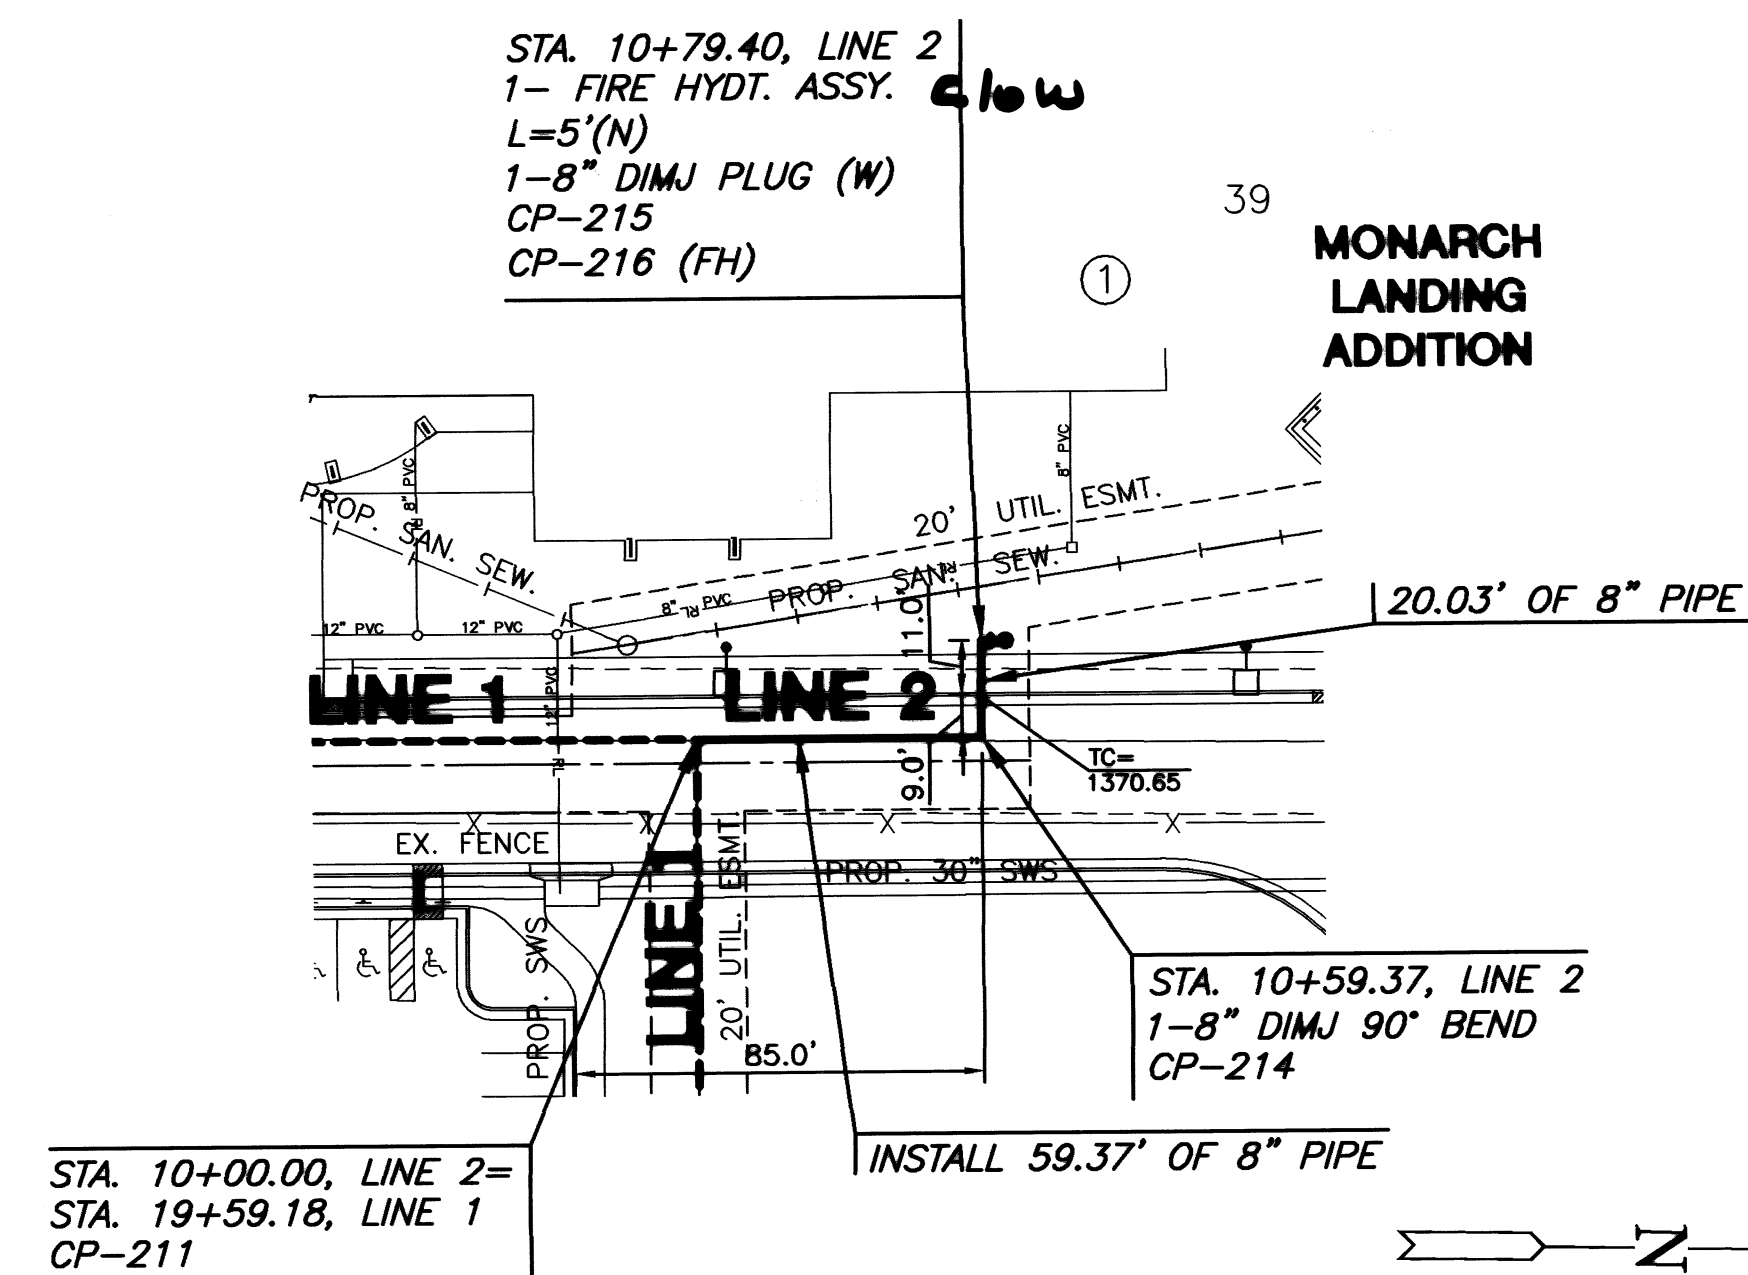 STA. 10+79.40, LINE 2
1- FIRE HYDT. ASSY. clow
L=5'(N)
1-8" DIMJ PLUG (W)
CP-215
CP-216 (FH)
39
MONARCH
LANDING
ADDITION
1
8" PVC
8" PVC
RL
PROP. SAN. SEW.
20' UTIL. ESMT.
PROP. SAN. SEW.
8" PVC
RL
RL
12" PVC
12" PVC
12" PVC
RL
11.0'
20.03' OF 8" PIPE
LINE 1
LINE 2
9.0'
TC=
1370.65
X X X X
EX. FENCE
PROP. 30" SWS
LINE 1
20' UTIL. ESMT.
PROP. SWS
85.0'
STA. 10+59.37, LINE 2
1-8" DIMJ 90° BEND
CP-214
INSTALL 59.37' OF 8" PIPE
STA. 10+00.00, LINE 2=
STA. 19+59.18, LINE 1
CP-211
N